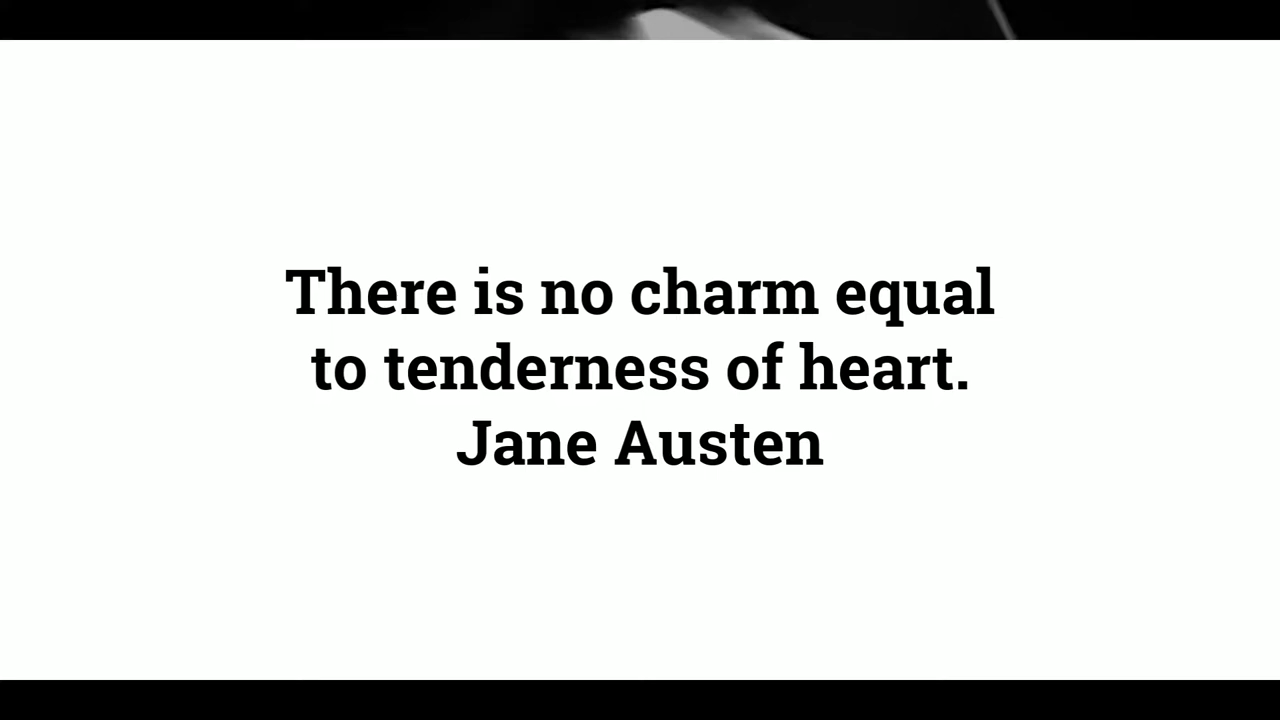 There is no charm equal
to tenderness of heart.
Jane Austen